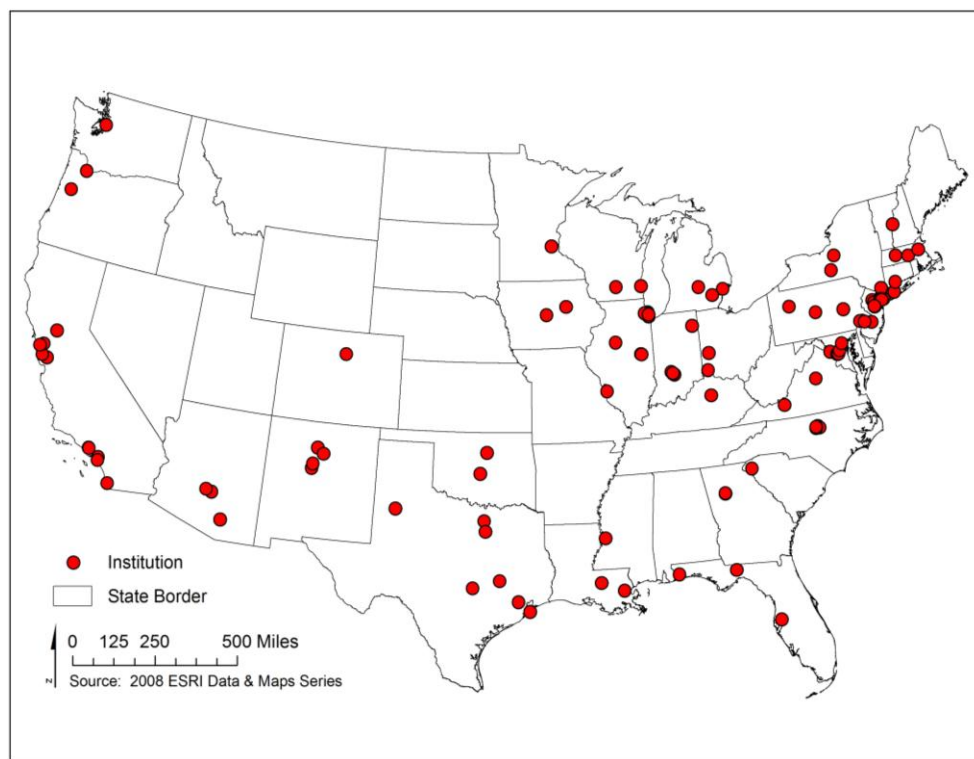 Institution
State Border
0 125 250 500 Miles
N
Source: 2008 ESRI Data & Maps Series